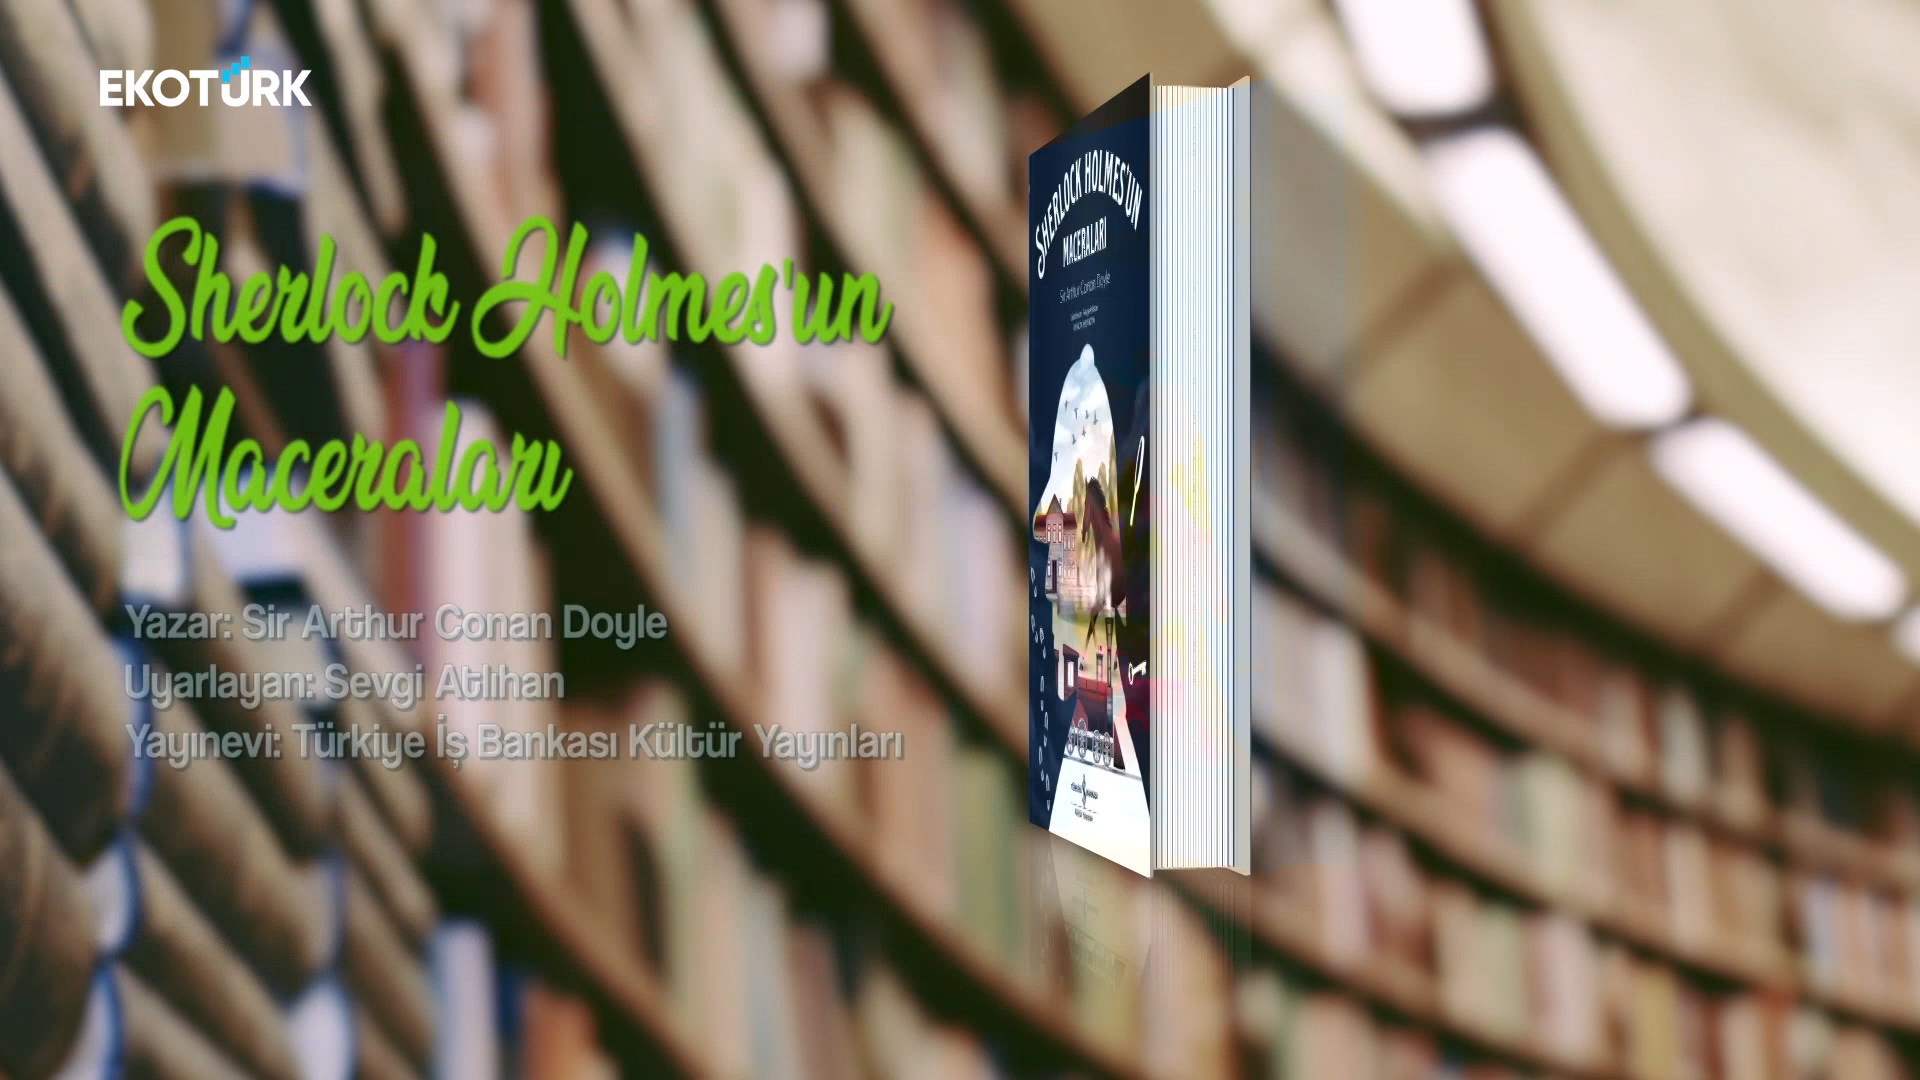 EKOTÜRK
Sherlock Holmes'un
Maceraları
Yazar: Sir Arthur Conan Doyle
Uyarlayan: Sevgi Atlıhan
Yayınevi: Türkiye İş Bankası Kültür Yayınları
SHERLOCK HOLMES'UN
MACERALARI
Sir Arthur Conan Doyle